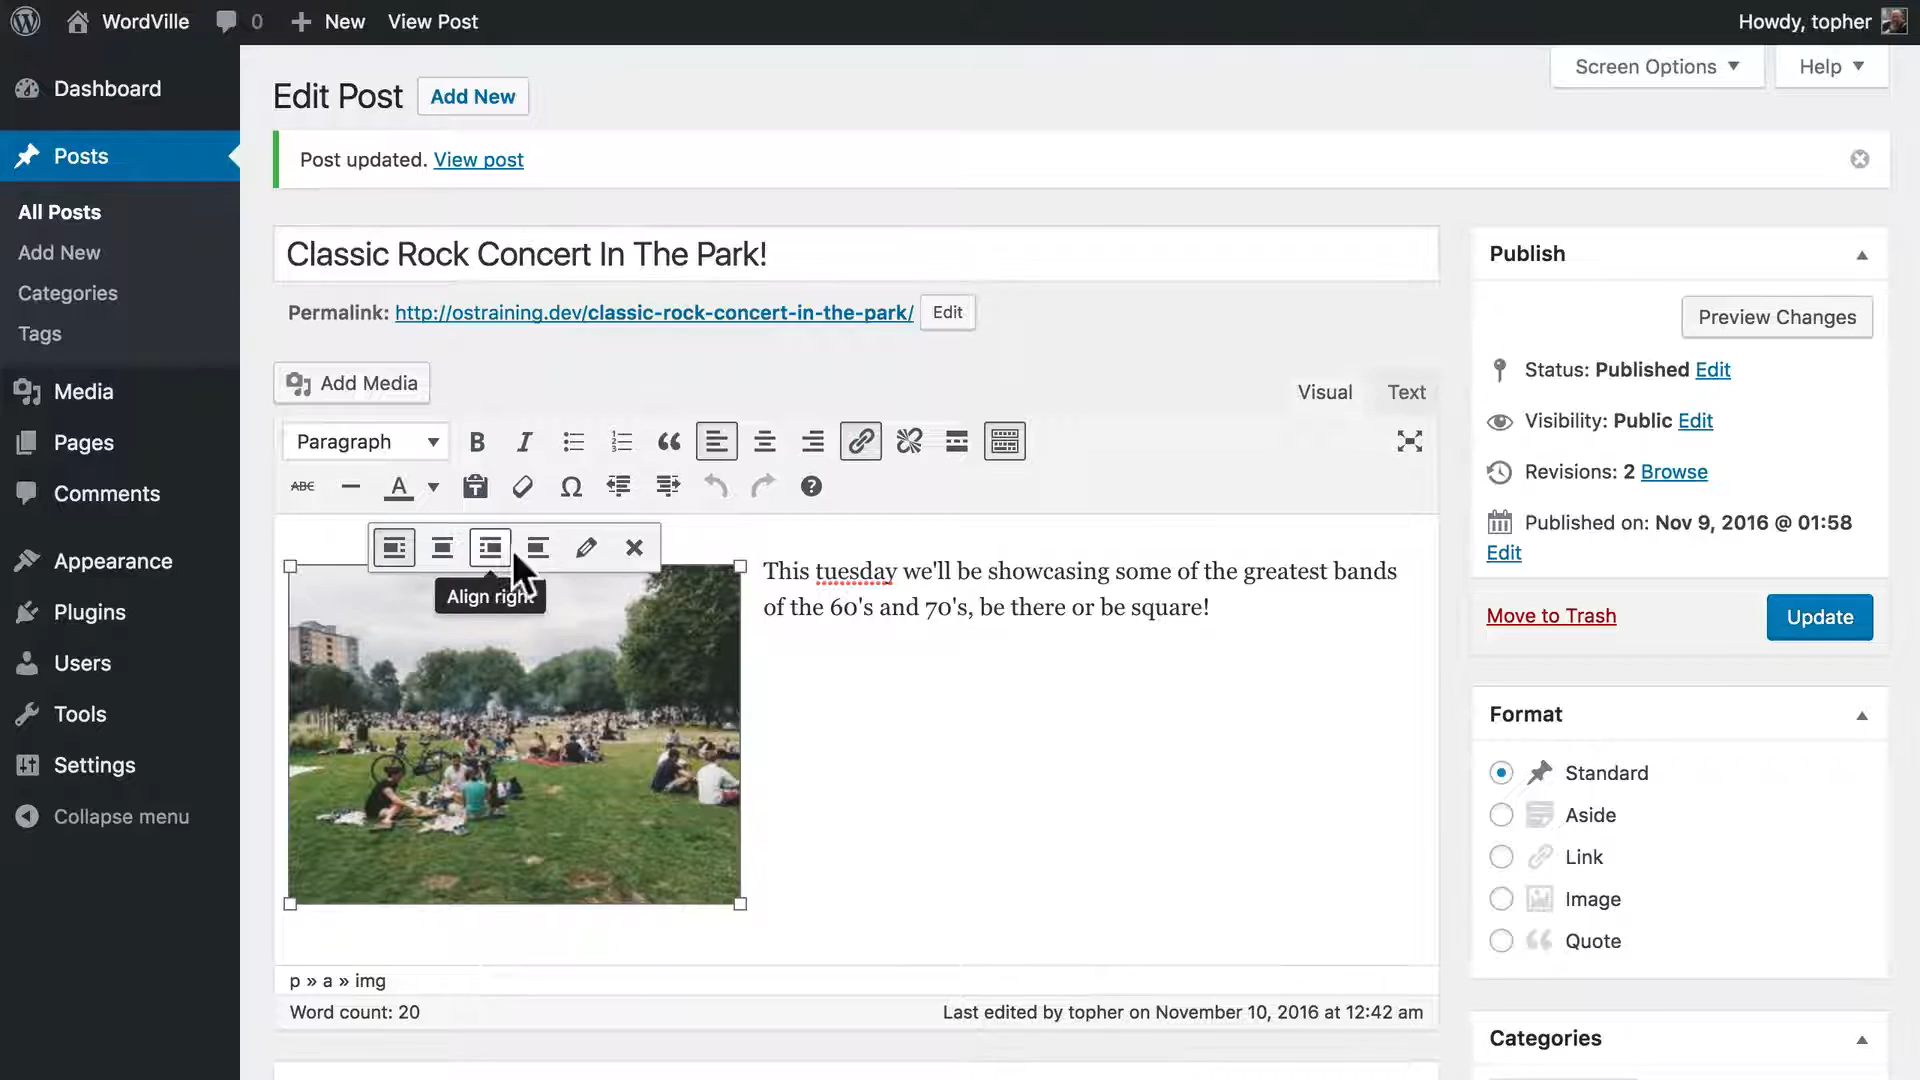 WordVille 0 New View Post Howdy, topher
Dashboard
Posts
All Posts
Add New
Categories
Tags
Media
Pages
Comments
Appearance
Plugins
Users
Tools
Settings
Collapse menu
Screen Options Help
Edit Post Add New
Post updated. View post
Classic Rock Concert In The Park!
Permalink: http://ostraining.dev/classic-rock-concert-in-the-park/ Edit
Add Media
Visual Text
Paragraph
ABC
Align right
This tuesday we'll be showcasing some of the greatest bands
of the 60's and 70's, be there or be square!
p » a » img
Word count: 20 Last edited by topher on November 10, 2016 at 12:42 am
Publish
Preview Changes
Status: Published Edit
Visibility: Public Edit
Revisions: 2 Browse
Published on: Nov 9, 2016 @ 01:58
Edit
Move to Trash Update
Format
Standard
Aside
Link
Image
Quote
Categories